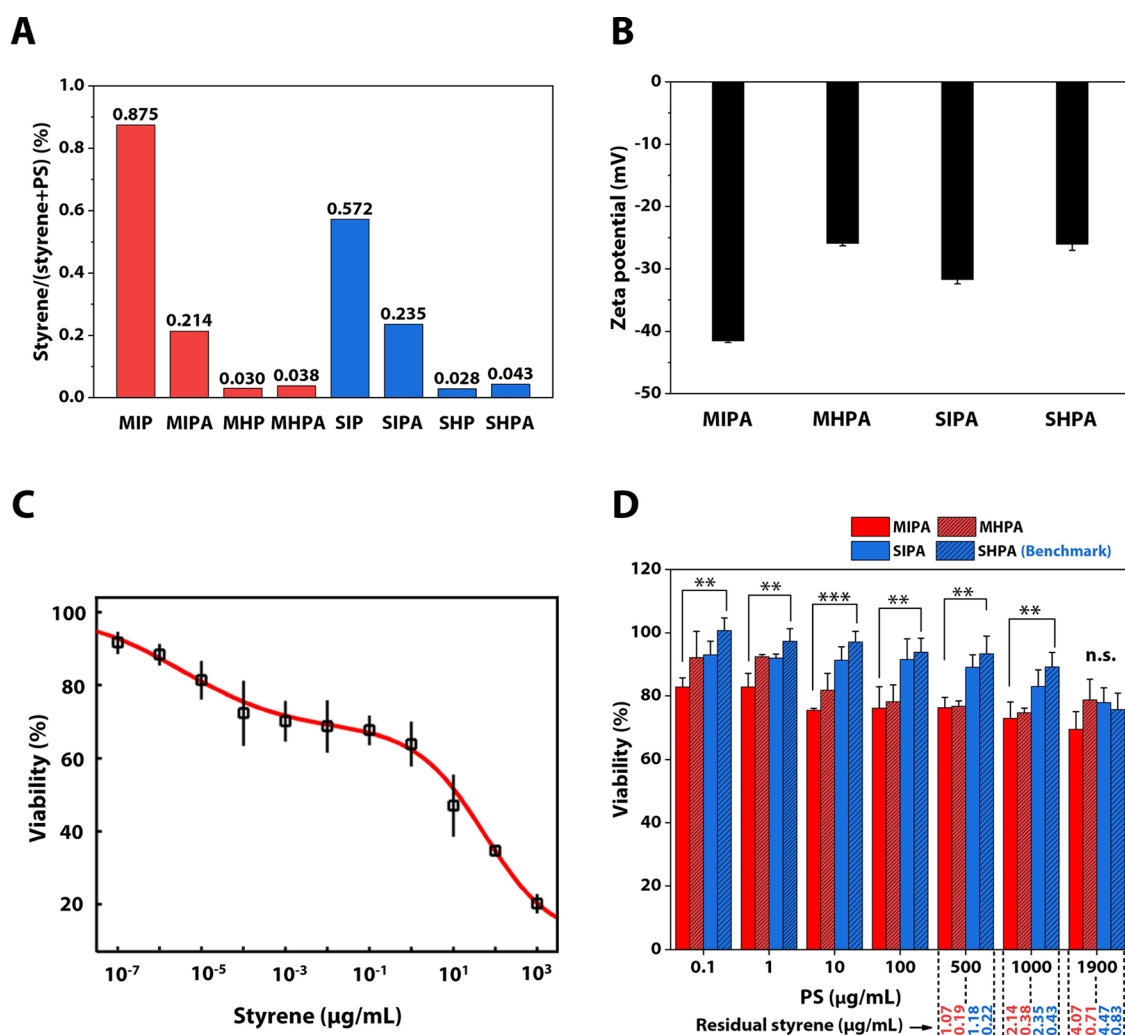 A
Styrene/(styrene+PS) (%)
1.0
0.8
0.6
0.4
0.2
0.0
0.875
0.214
0.030
0.038
0.572
0.235
0.028
0.043
MIP MIPA MHP MHPA SIP SIPA SHP SHPA
B
Zeta potential (mV)
0
-10
-20
-30
-40
-50
MIPA MHPA SIPA SHPA
C
Viability (%)
100
80
60
40
20
10⁻⁷ 10⁻⁵ 10⁻³ 10⁻¹ 10¹ 10³
Styrene (µg/mL)
D
MIPA MHPA
SIPA SHPA (Benchmark)
Viability (%)
120
100
80
60
40
20
0
**
**
***
**
**
**
n.s.
0.1 1 10 100 500 1000 1900
PS (µg/mL)
Residual styrene (µg/mL)
1.07
0.19
1.18
0.22
2.14
0.38
2.35
0.43
.07
0.71
.47
0.83